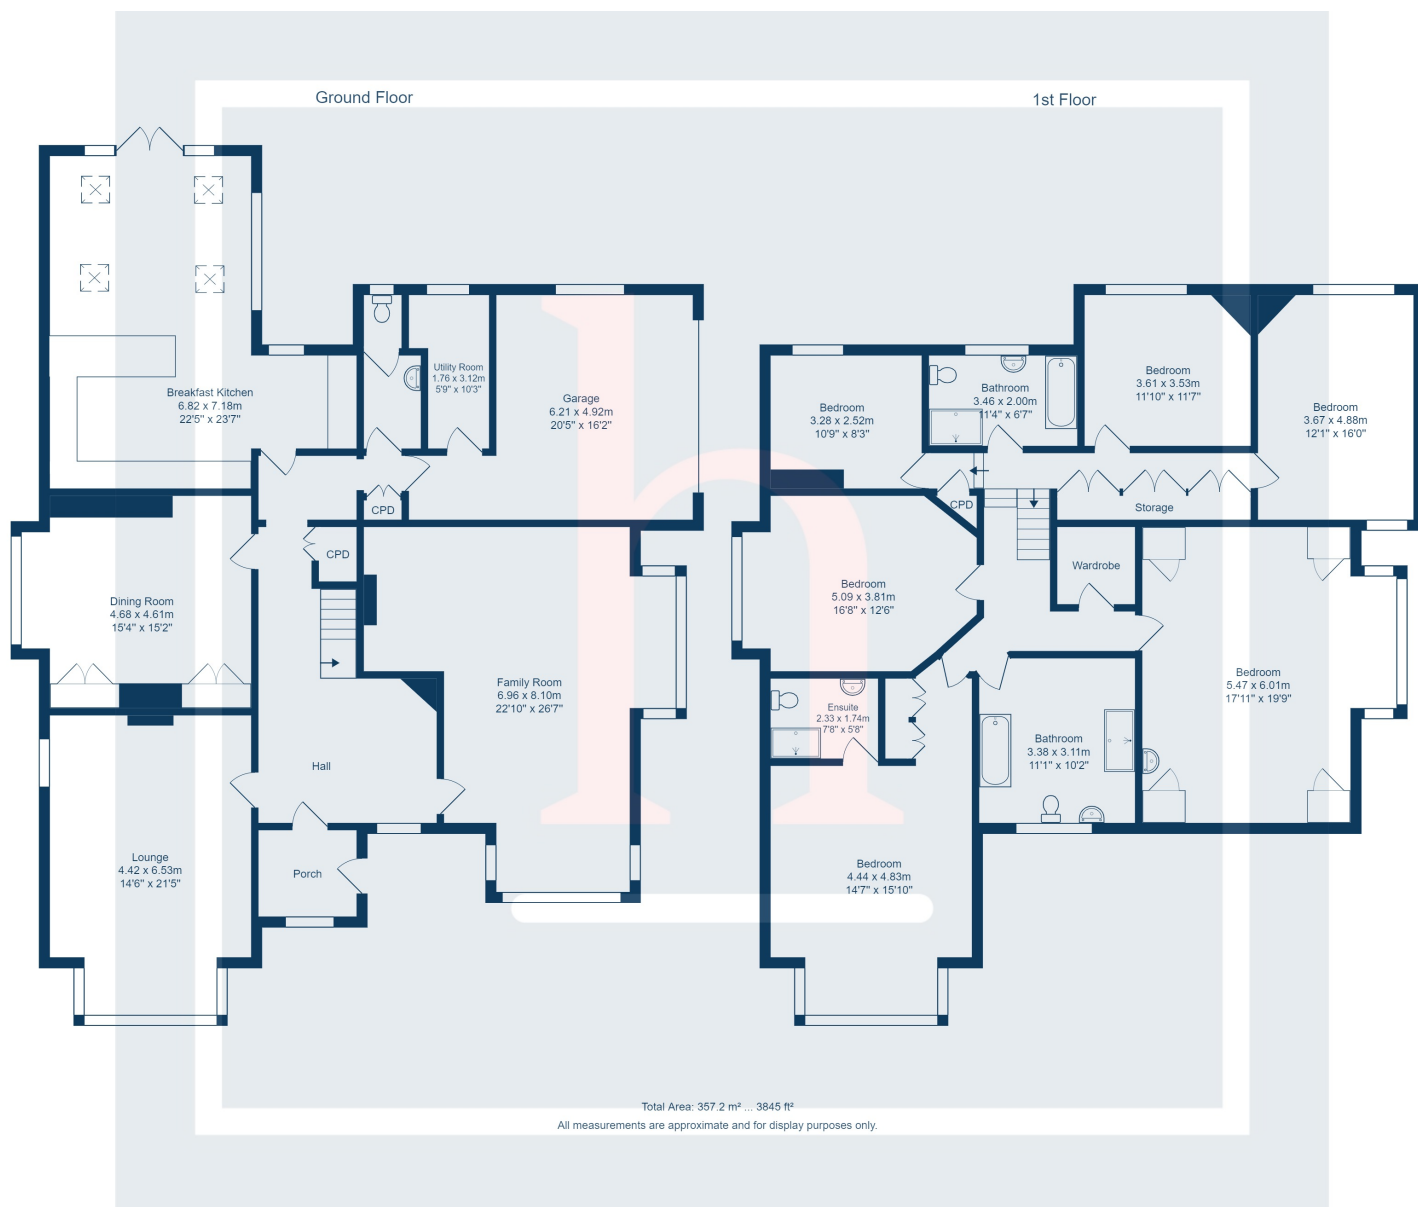 Ground Floor
1st Floor
Breakfast Kitchen
6.82 x 7.18m
22'5" x 23'7"
Utility Room
1.76 x 3.12m
5'9" x 10'3"
Garage
6.21 x 4.92m
20'5" x 16'2"
CPD
CPD
Dining Room
4.68 x 4.61m
15'4" x 15'2"
Family Room
6.96 x 8.10m
22'10" x 26'7"
Hall
Lounge
4.42 x 6.53m
14'6" x 21'5"
Porch
Bedroom
3.28 x 2.52m
10'9" x 8'3"
Bathroom
3.46 x 2.00m
11'4" x 6'7"
Bedroom
3.61 x 3.53m
11'10" x 11'7"
Bedroom
3.67 x 4.88m
12'1" x 16'0"
CPD
Storage
Wardrobe
Bedroom
5.09 x 3.81m
16'8" x 12'6"
Bedroom
5.47 x 6.01m
17'11" x 19'9"
Ensuite
2.33 x 1.74m
7'8" x 5'8"
Bathroom
3.38 x 3.11m
11'1" x 10'2"
Bedroom
4.44 x 4.83m
14'7" x 15'10"
h
Total Area: 357.2 m² ... 3845 ft²
All measurements are approximate and for display purposes only.